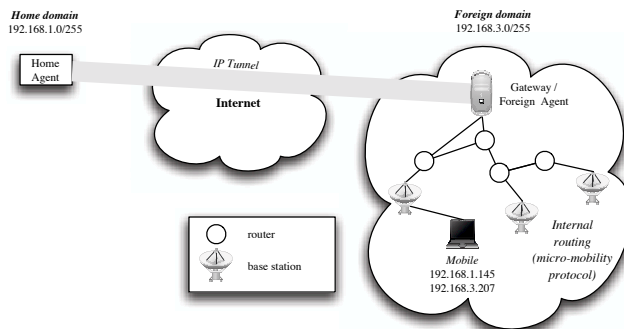 Home domain
192.168.1.0/255
Foreign domain
192.168.3.0/255
Home
Agent
IP Tunnel
Internet
Gateway /
Foreign Agent
router
base station
Mobile
192.168.1.145
192.168.3.207
Internal
routing
(micro-mobility
protocol)